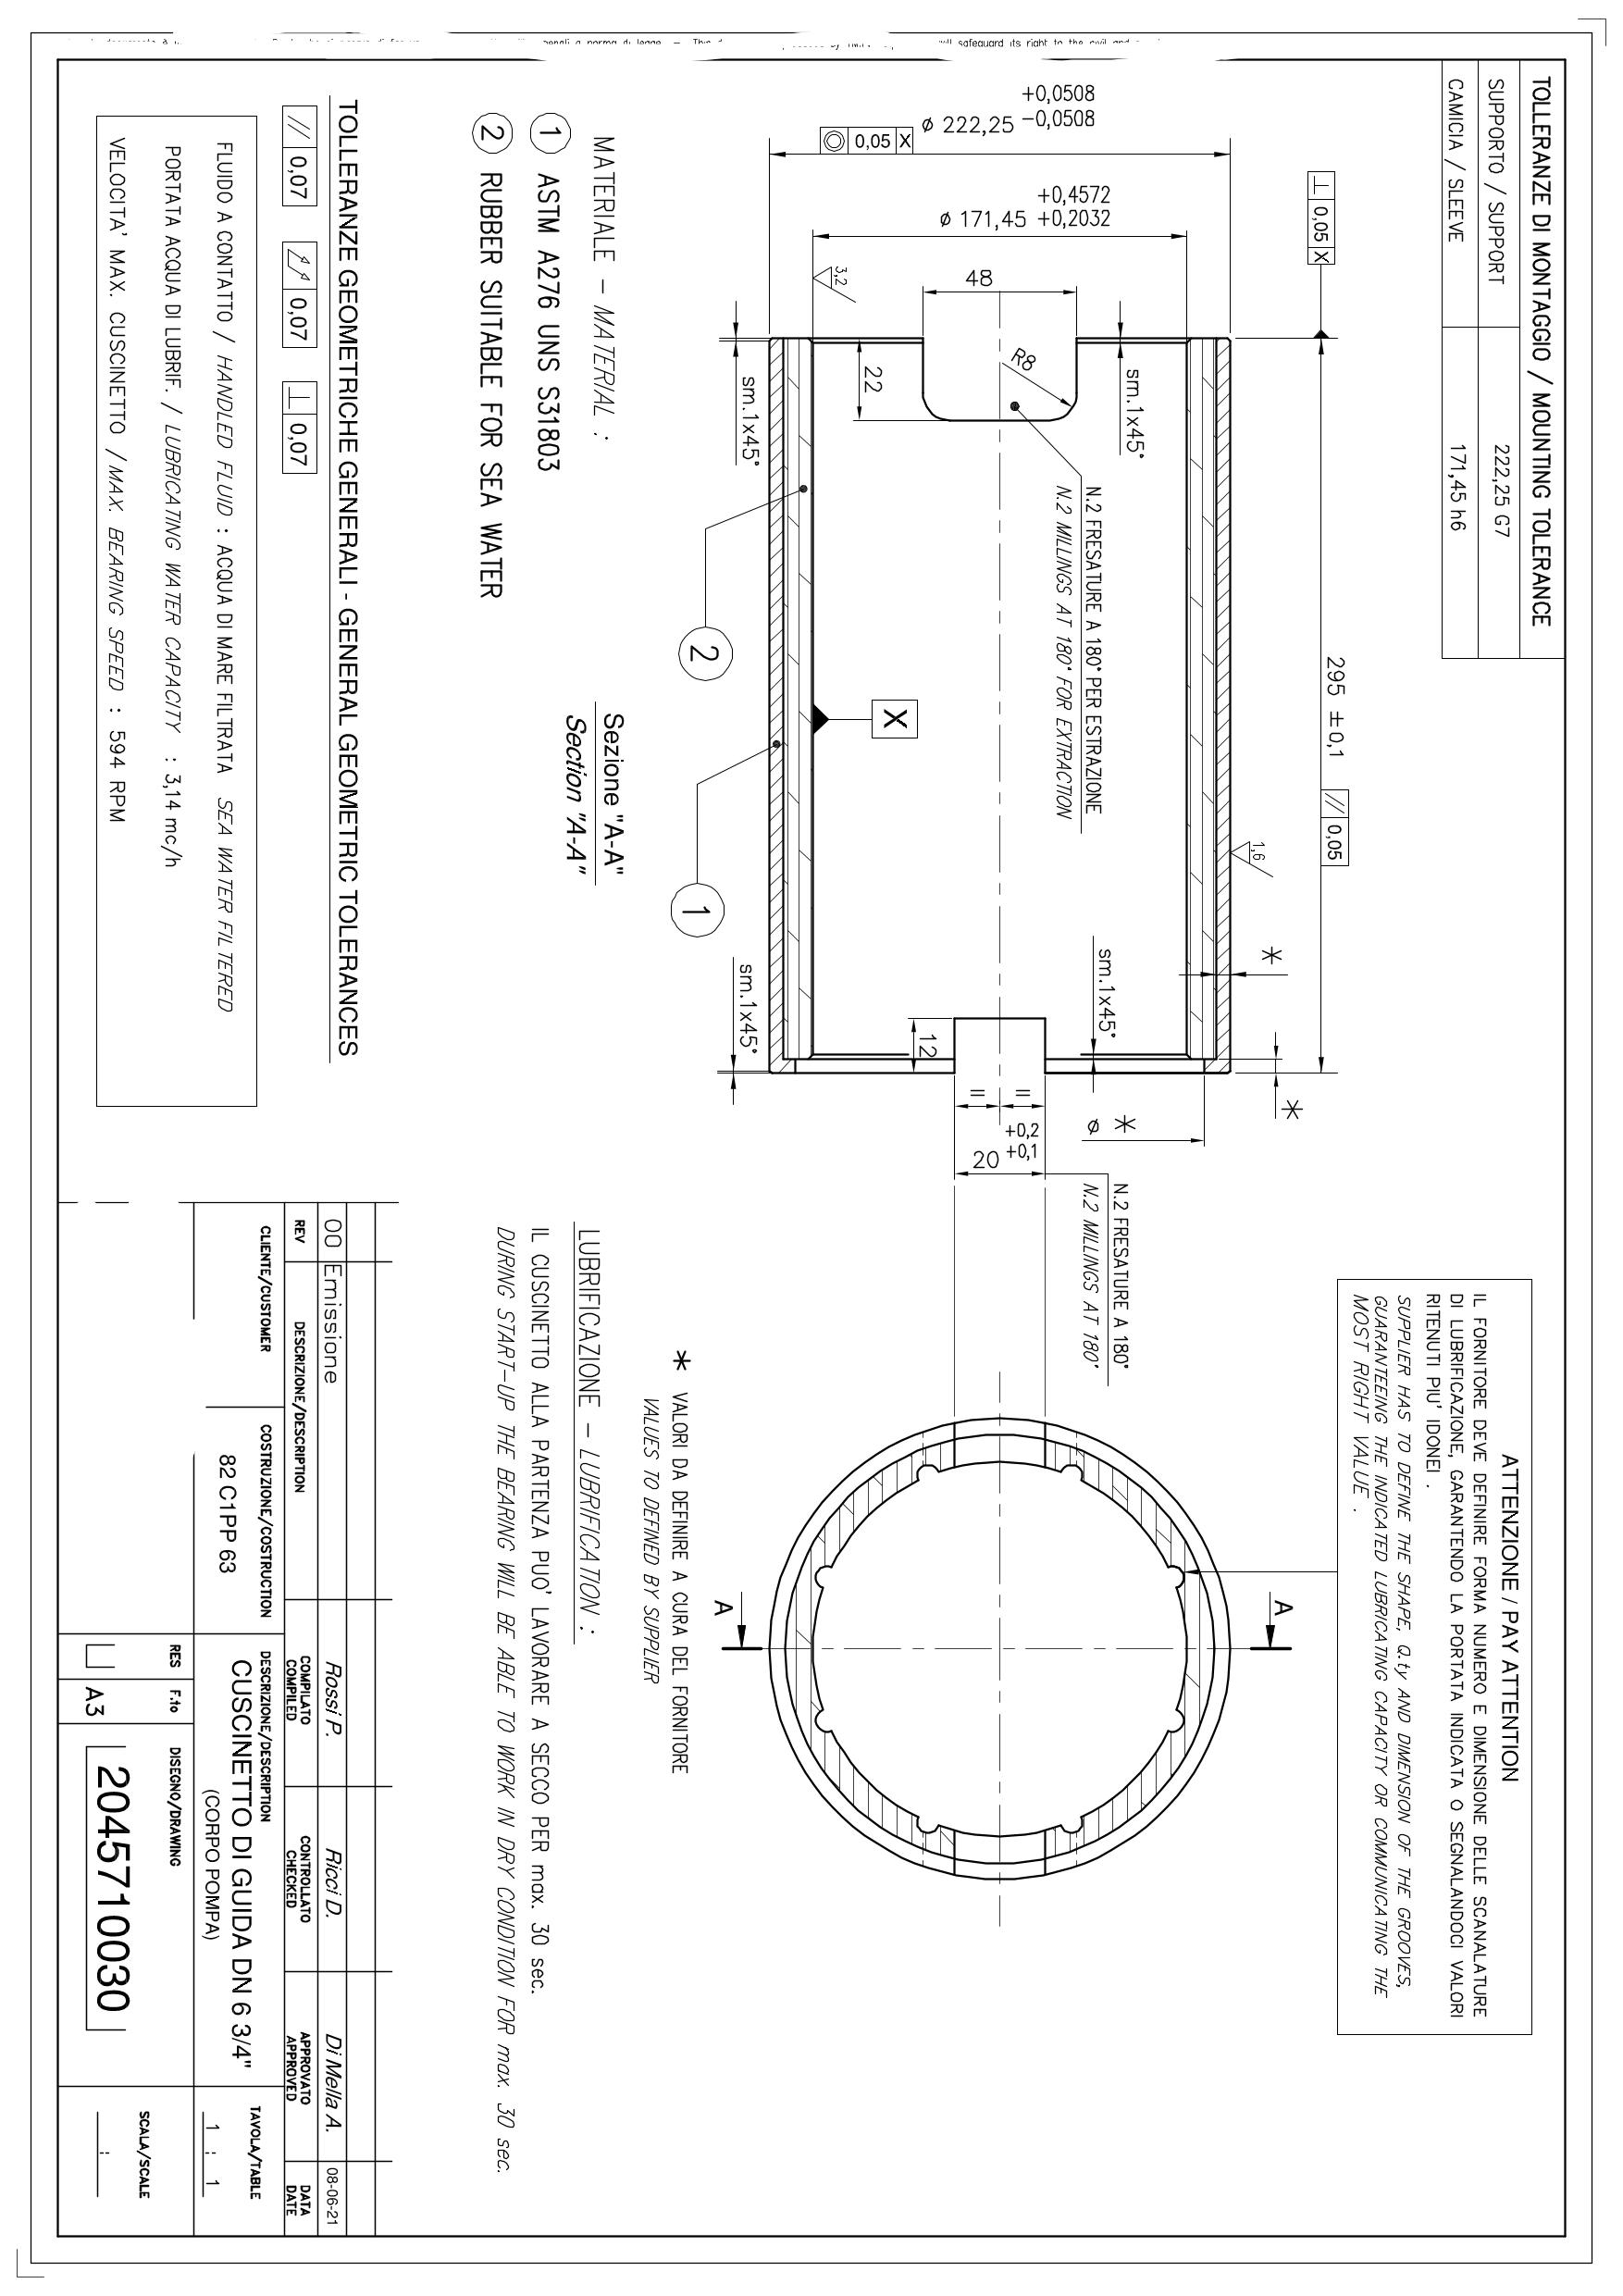 TOLLERANZE DI MONTAGGIO / MOUNTING TOLERANCE
SUPPORTO / SUPPORT 222,25 G7
CAMICIA / SLEEVE 171,45 h6
ATTENZIONE / PAY ATTENTION
IL FORNITORE DEVE DEFINIRE FORMA NUMERO E DIMENSIONE DELLE SCANALATURE
DI LUBRIFICAZIONE, GARANTENDO LA PORTATA INDICATA O SEGNALANDOCI VALORI
RITENUTI PIU' IDONEI .
SUPPLIER HAS TO DEFINE THE SHAPE, Q.ty AND DIMENSION OF THE GROOVES,
GUARANTEEING THE INDICATED LUBRICATING CAPACITY OR COMMUNICATING THE
MOST RIGHT VALUE .
295 ±0,1
// 0,05
⊥ 0,05 X
1,6
*
*
ø *
+0,0508
ø 222,25 -0,0508
◎ 0,05 X
+0,4572
ø 171,45 +0,2032
3,2
48
R8
22
sm.1x45°
sm.1x45°
sm.1x45°
sm.1x45°
N.2 FRESATURE A 180° PER ESTRAZIONE
N.2 MILLINGS AT 180° FOR EXTRACTION
X
12
= =
+0,2
20 +0,1
N.2 FRESATURE A 180°
N.2 MILLINGS AT 180°
2
1
A
A
Sezione "A-A"
Section "A-A"
* VALORI DA DEFINIRE A CURA DEL FORNITORE
VALUES TO DEFINED BY SUPPLIER
MATERIALE - MATERIAL :
1 ASTM A276 UNS S31803
2 RUBBER SUITABLE FOR SEA WATER
LUBRIFICAZIONE - LUBRIFICATION :
IL CUSCINETTO ALLA PARTENZA PUO' LAVORARE A SECCO PER max. 30 sec.
DURING START-UP THE BEARING WILL BE ABLE TO WORK IN DRY CONDITION FOR max. 30 sec.
TOLLERANZE GEOMETRICHE GENERALI - GENERAL GEOMETRIC TOLERANCES
// 0,07
0,07
⊥ 0,07
FLUIDO A CONTATTO / HANDLED FLUID : ACQUA DI MARE FILTRATA SEA WATER FILTERED
PORTATA ACQUA DI LUBRIF. / LUBRICATING WATER CAPACITY : 3,14 mc/h
VELOCITA' MAX. CUSCINETTO / MAX. BEARING SPEED : 594 RPM
00 Emissione Rossi P. Ricci D. Di Mella A. 08-06-21
REV DESCRIZIONE/DESCRIPTION COMPILATO COMPILED CONTROLLATO CHECKED APPROVATO APPROVED DATA DATE
CLIENTE/CUSTOMER
COSTRUZIONE/COSTRUCTION
82 C1PP 63
DESCRIZIONE/DESCRIPTION
CUSCINETTO DI GUIDA DN 6 3/4"
(CORPO POMPA)
TAVOLA/TABLE
1 : 1
RES
F.to
A3
DISEGNO/DRAWING
2045710030
SCALA/SCALE
:
ill safeguard its right to the civil and